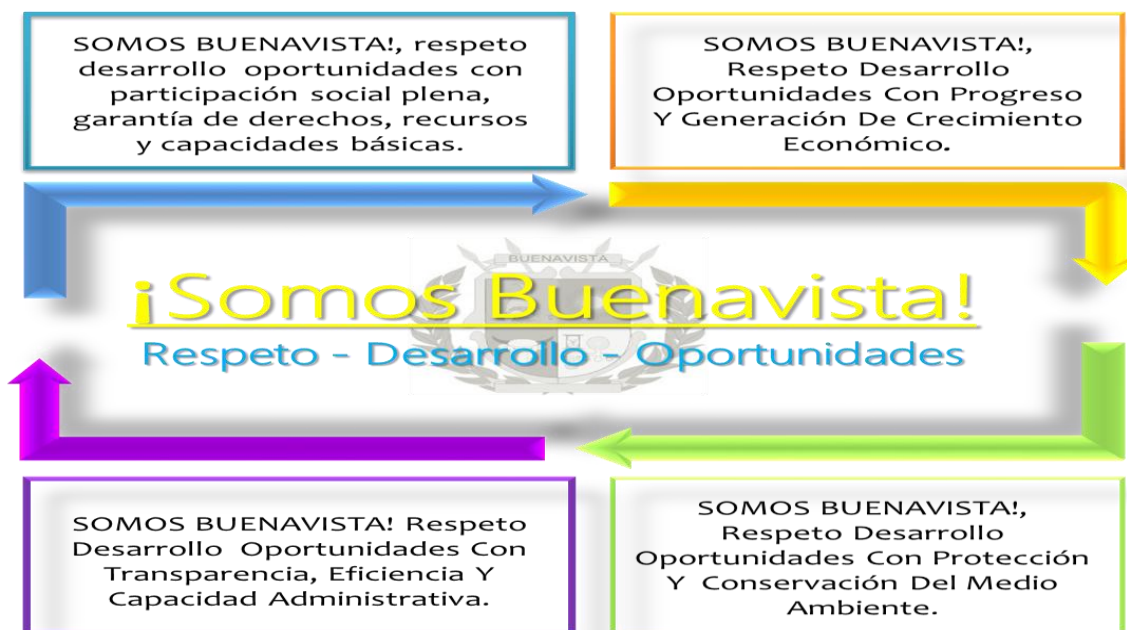 SOMOS BUENAVISTA!, respeto
desarrollo oportunidades con
participación social plena,
garantía de derechos, recursos
y capacidades básicas.
SOMOS BUENAVISTA!,
Respeto Desarrollo
Oportunidades Con Progreso
Y Generación De Crecimiento
Económico.
BUENAVISTA
¡Somos Buenavista!
Respeto - Desarrollo - Oportunidades
SOMOS BUENAVISTA! Respeto
Desarrollo Oportunidades Con
Transparencia, Eficiencia Y
Capacidad Administrativa.
SOMOS BUENAVISTA!,
Respeto Desarrollo
Oportunidades Con Protección
Y Conservación Del Medio
Ambiente.